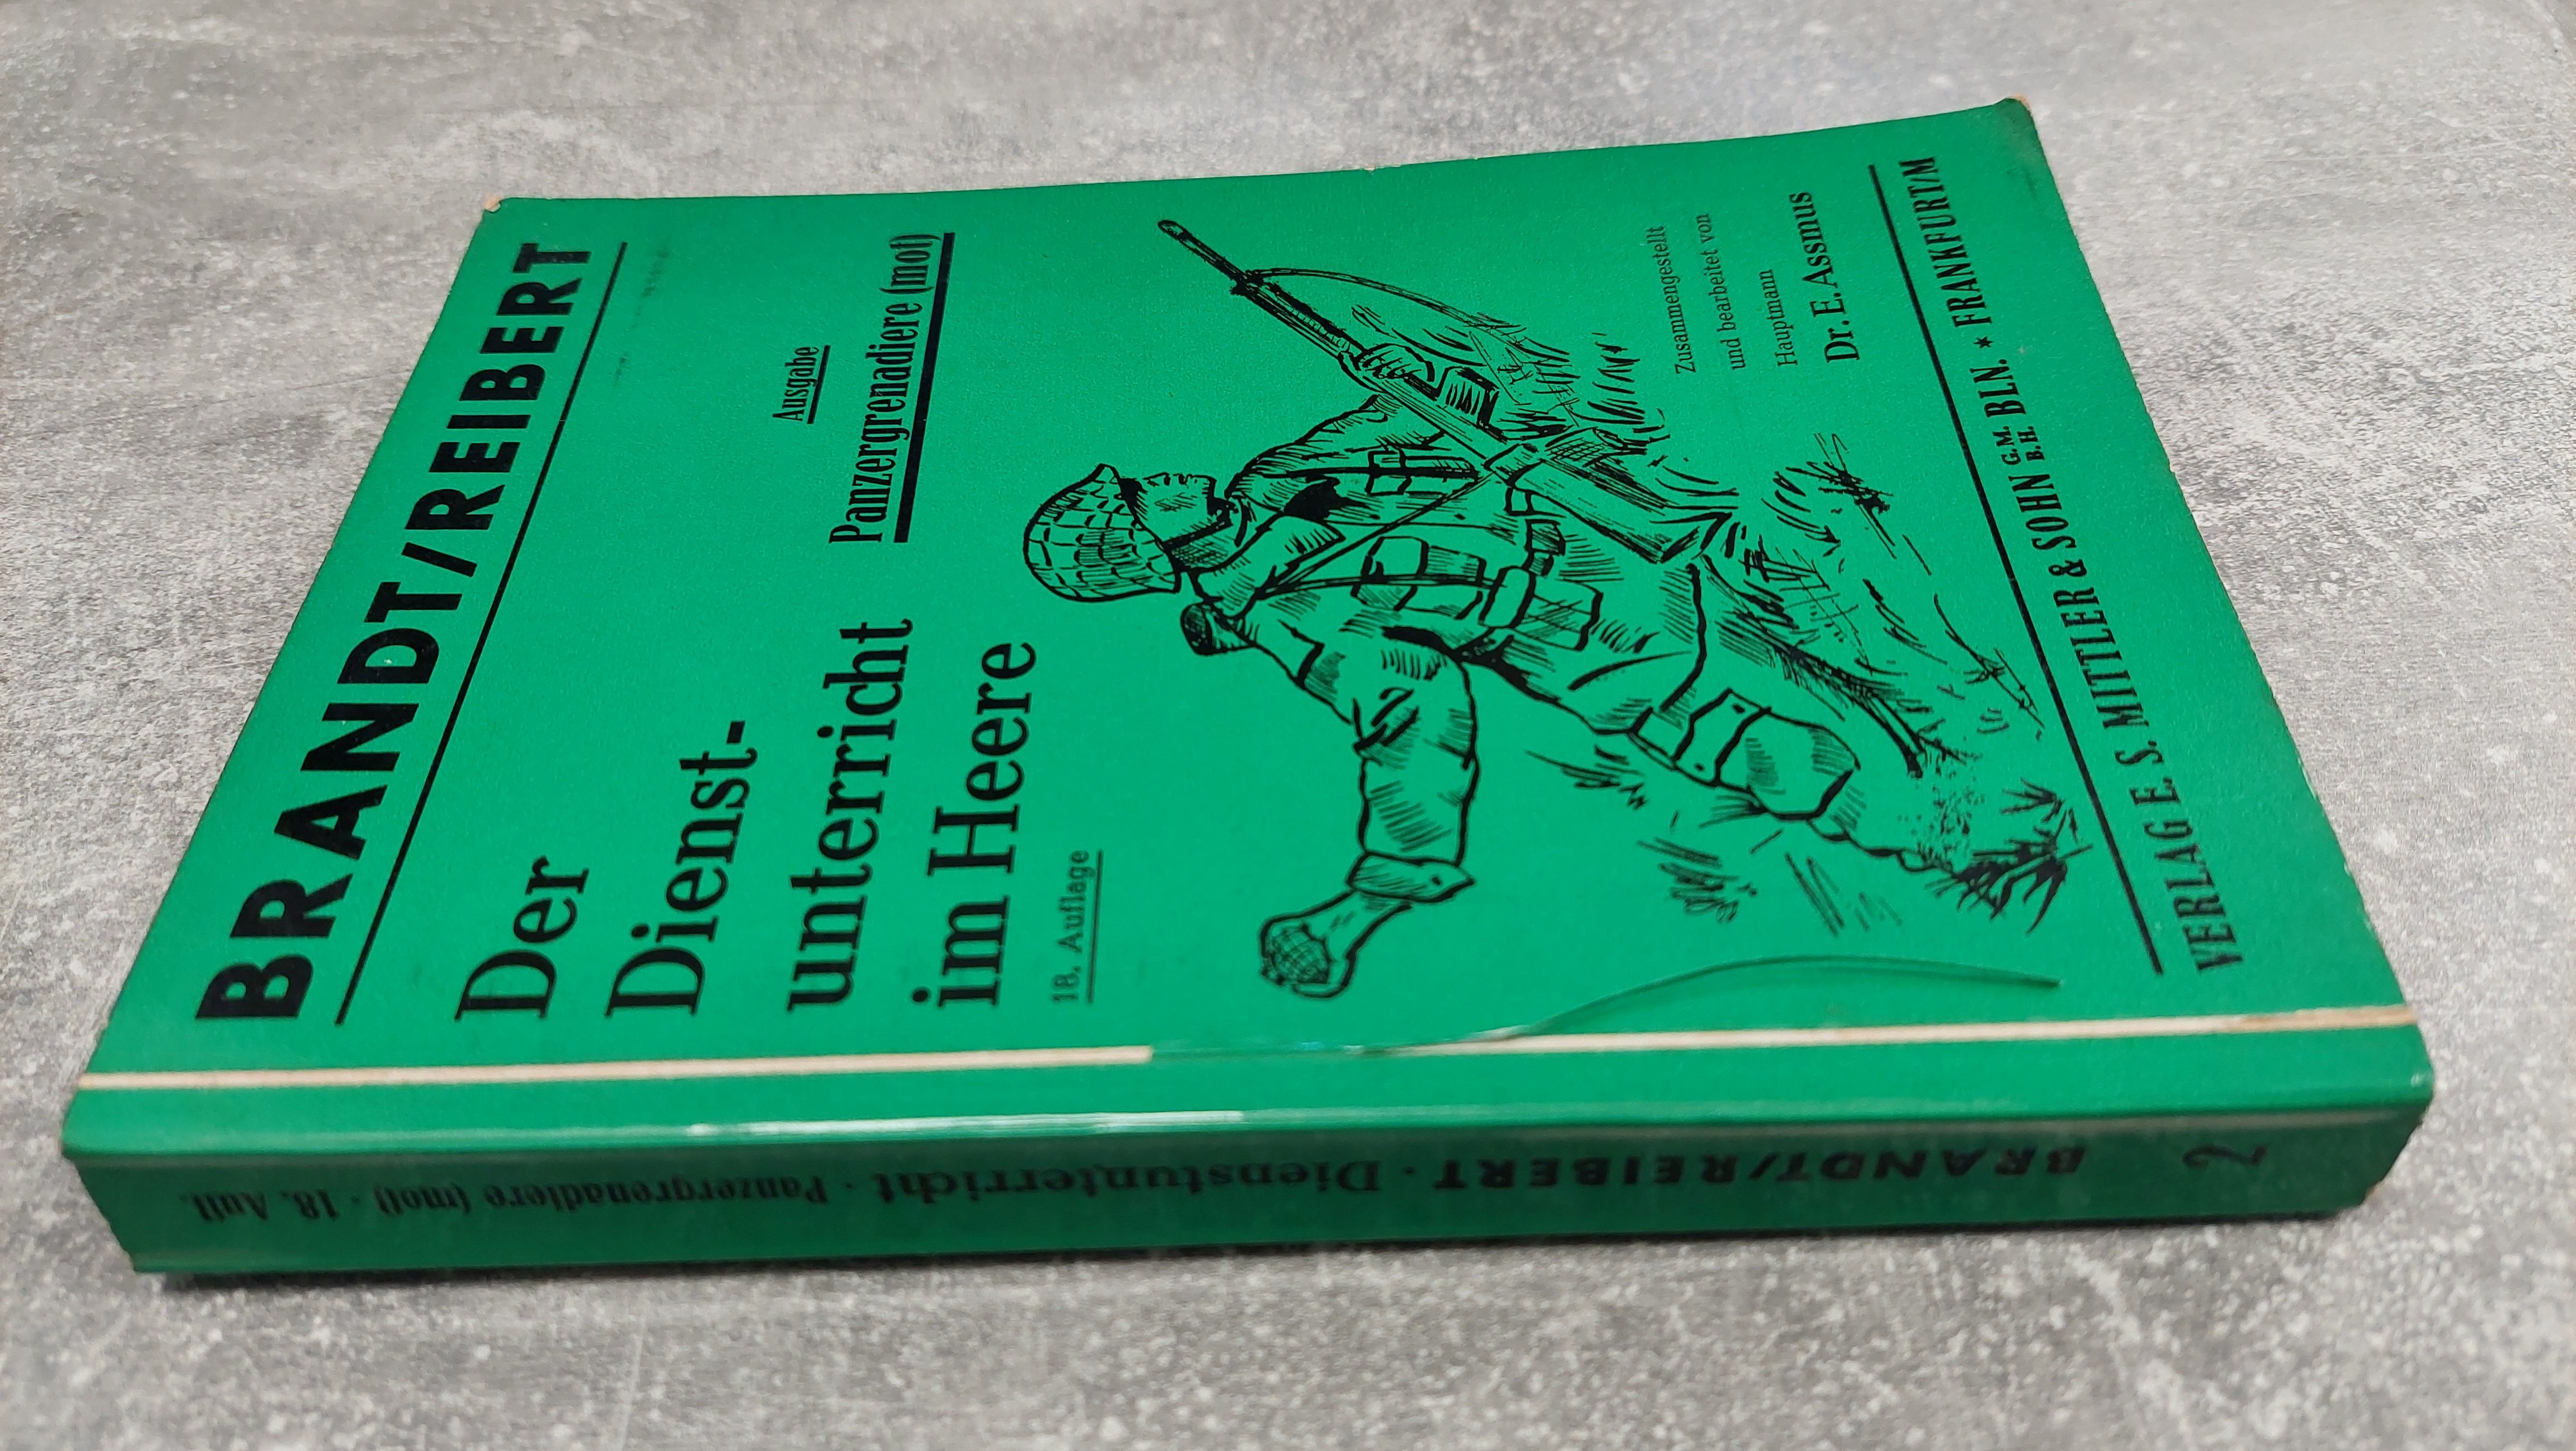 BRANDT/REIBERT
Der
Dienst-
unterricht
im Heere
Ausgabe
Panzergrenadiere (mot)
18. Auflage
Zusammengestellt
und bearbeitet von
Hauptmann
Dr. E. Assmus
VERLAG E. S. MITTLER & SOHN G.M.B.H. BLN. * FRANKFURT/M
2 BRANDT/REIBERT · Dienstunterricht · Panzergrenadiere (mot) · 18. Aufl.